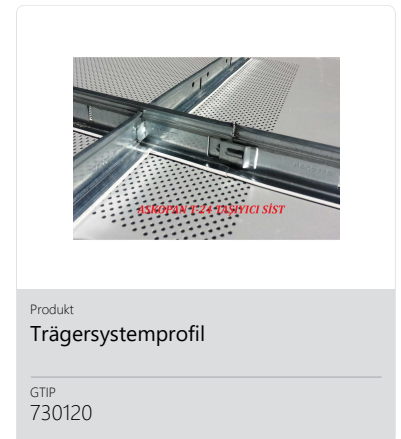 ASKOPAN T-24 TAŞIYICI SİST
Produkt
Trägersystemprofil
GTIP
730120